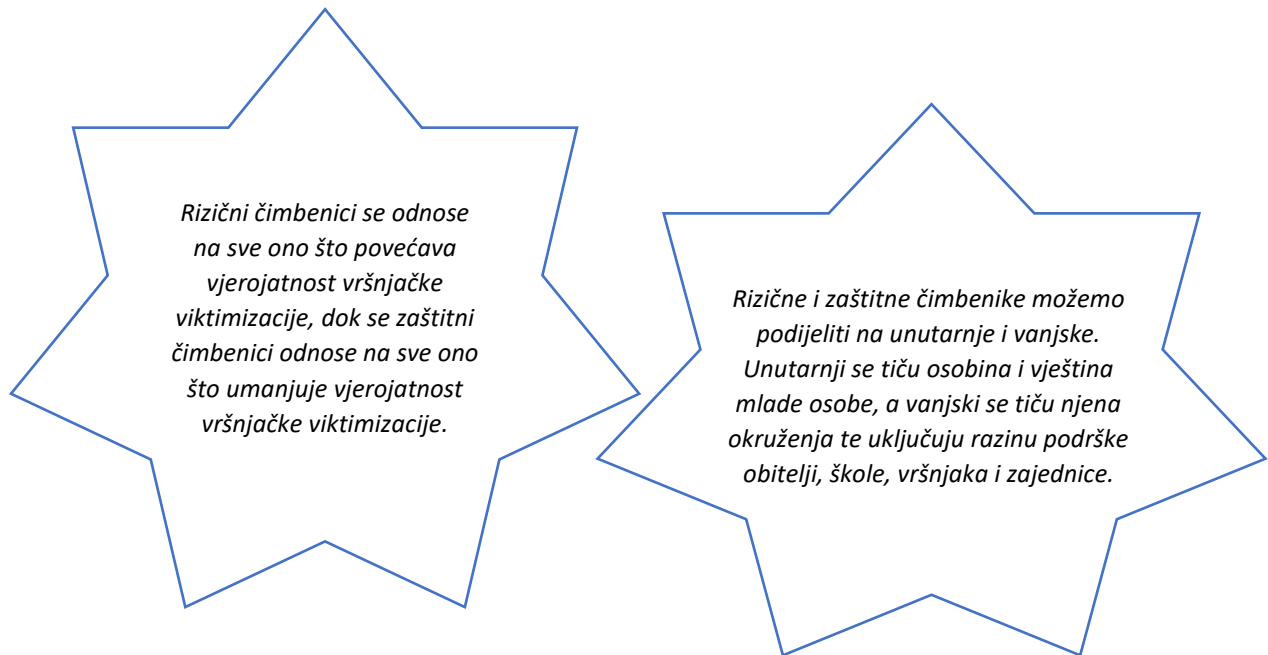 Rizični čimbenici se odnose
na sve ono što povećava
vjerojatnost vršnjačke
viktimizacije, dok se zaštitni
čimbenici odnose na sve ono
što umanjuje vjerojatnost
vršnjačke viktimizacije.
Rizične i zaštitne čimbenike možemo
podijeliti na unutarnje i vanjske.
Unutarnji se tiču osobina i vještina
mlade osobe, a vanjski se tiču njena
okruženja te uključuju razinu podrške
obitelji, škole, vršnjaka i zajednice.